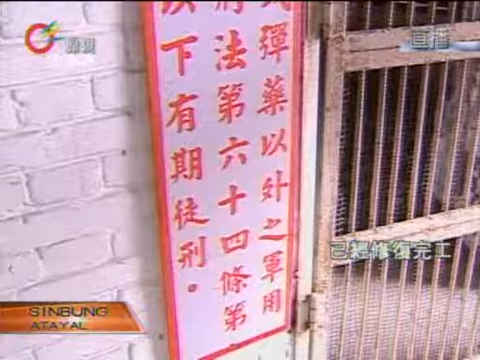 原視
直播
彈藥以外之軍用
法第六十四條第
以下有期徒刑。
已經修復完工
SINBUNG
ATAYAL